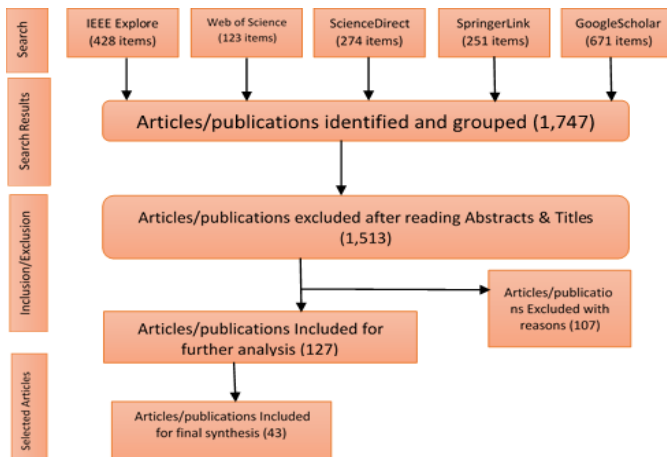 Search
IEEE Explore
(428 items)
Web of Science
(123 items)
ScienceDirect
(274 items)
SpringerLink
(251 items)
GoogleScholar
(671 items)
Search Results
Articles/publications identified and grouped (1,747)
Inclusion/Exclusion
Articles/publications excluded after reading Abstracts & Titles
(1,513)
Articles/publicatio
ns Excluded with
reasons (107)
Articles/publications Included for
further analysis (127)
Selected Articles
Articles/publications Included
for final synthesis (43)